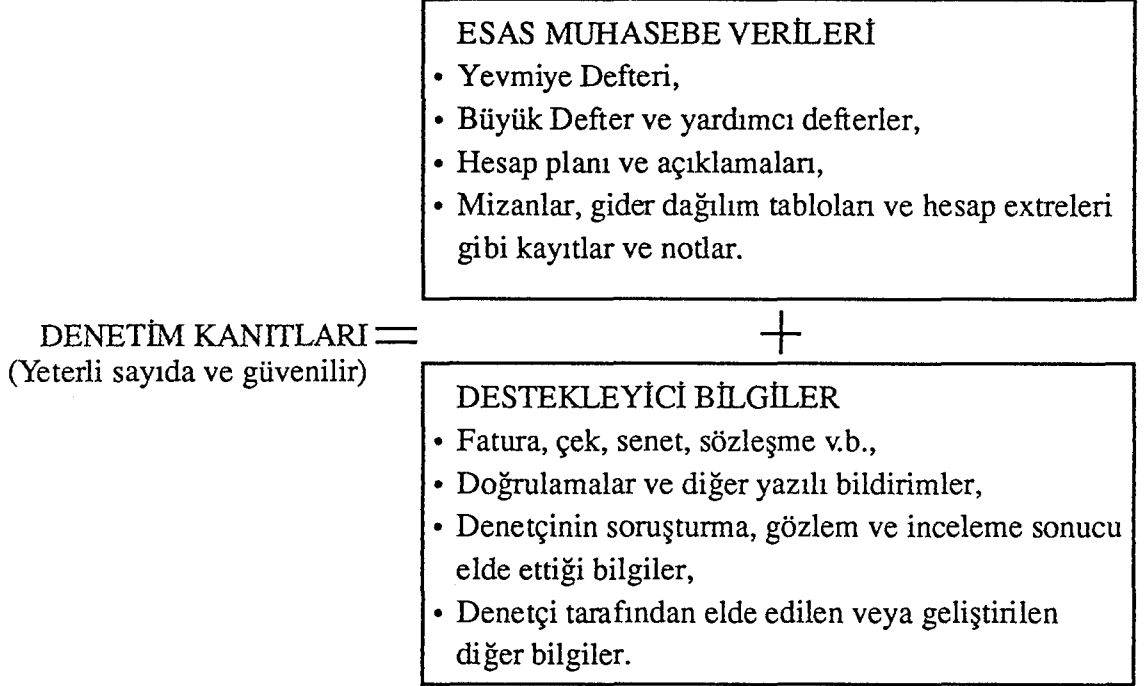 ESAS MUHASEBE VERİLERİ
• Yevmiye Defteri,
• Büyük Defter ve yardımcı defterler,
• Hesap planı ve açıklamaları,
• Mizanlar, gider dağılım tabloları ve hesap extreleri
gibi kayıtlar ve notlar.
DENETİM KANITLARI =
(Yeterli sayıda ve güvenilir)
+
DESTEKLEYİCİ BİLGİLER
• Fatura, çek, senet, sözleşme v.b.,
• Doğrulamalar ve diğer yazılı bildirimler,
• Denetçinin soruşturma, gözlem ve inceleme sonucu
elde ettiği bilgiler,
• Denetçi tarafından elde edilen veya geliştirilen
diğer bilgiler.